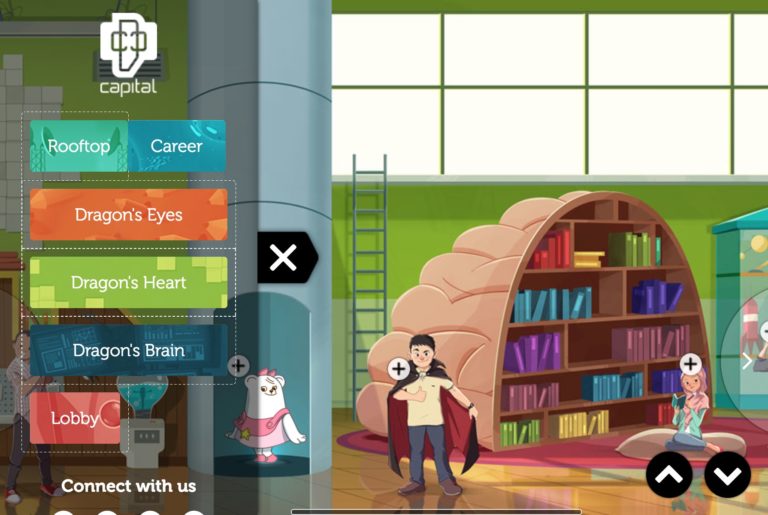 capital
Rooftop
Career
Dragon's Eyes
Dragon's Heart
Dragon's Brain
Lobby
Connect with us